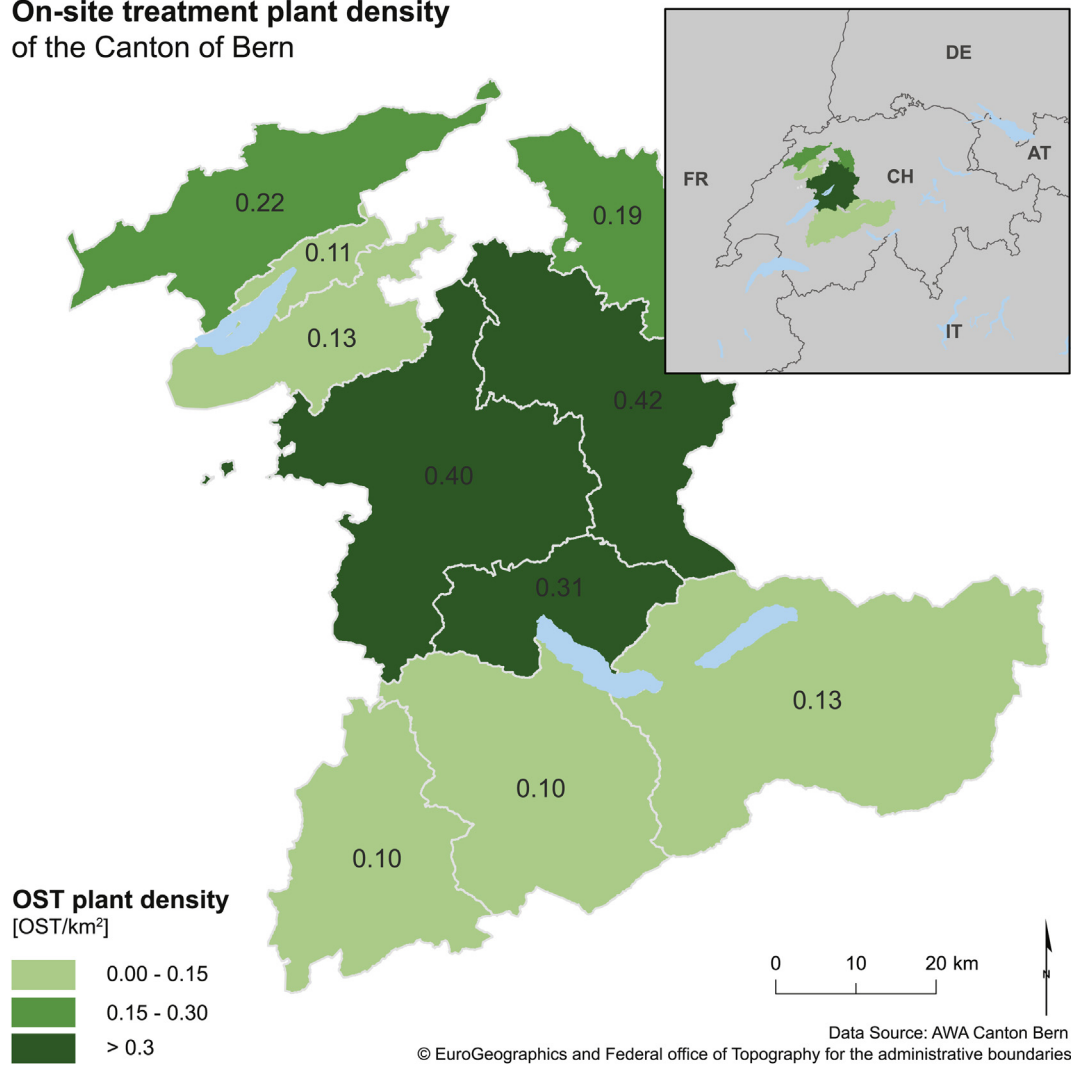 On-site treatment plant density
of the Canton of Bern
DE
AT
FR
CH
IT
0.22
0.19
0.11
0.13
0.42
0.40
0.31
0.13
0.10
0.10
OST plant density
[OST/km²]
0.00 - 0.15
0.15 - 0.30
> 0.3
0 10 20 km
N
Data Source: AWA Canton Bern
© EuroGeographics and Federal office of Topography for the administrative boundaries